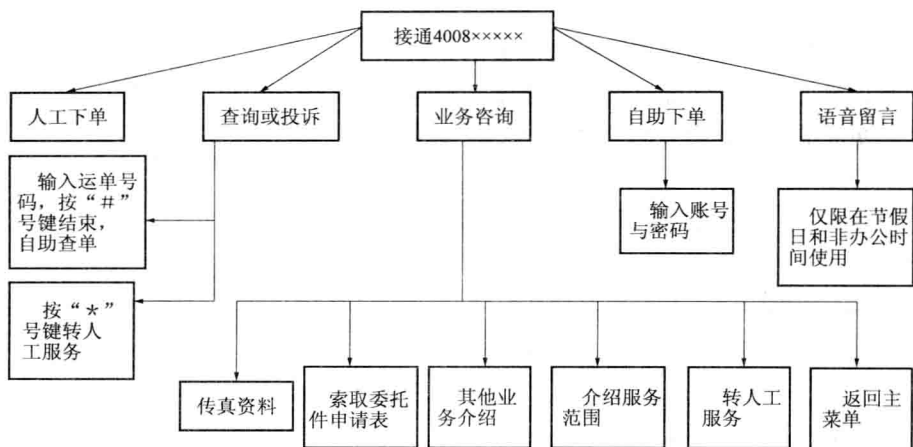 接通4008×××××
人工下单
查询或投诉
业务咨询
自助下单
语音留言
输入运单号
码，按“＃”
号键结束，
自助查单
按“＊”
号键转人
工服务
输入账号
与密码
仅限在节假
日和非办公时
间使用
传真资料
索取委托
件申请表
其他业
务介绍
介绍服务
范围
转人工
服务
返回主
菜单